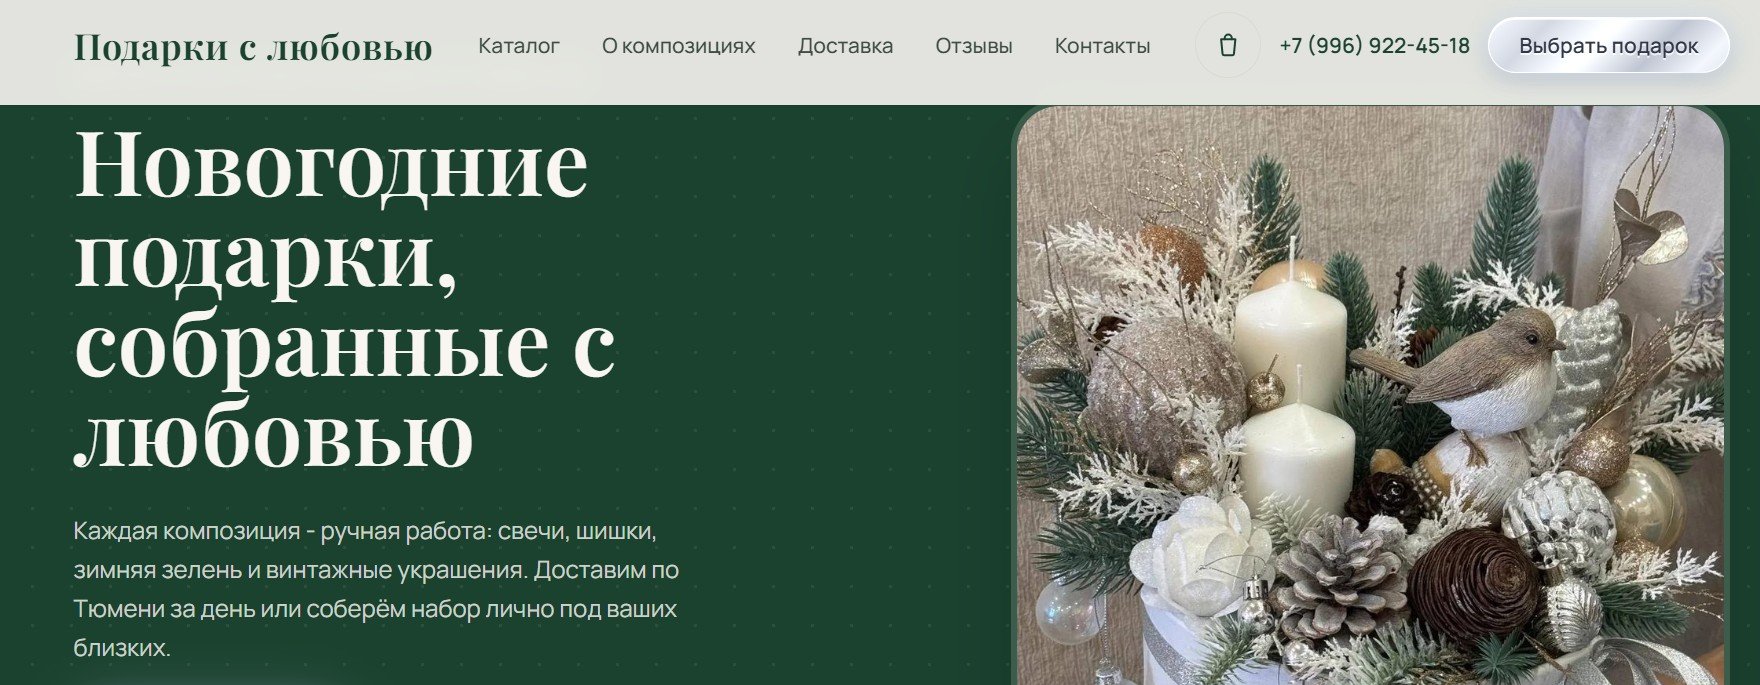 Подарки с любовью
Каталог
О композициях
Доставка
Отзывы
Контакты
+7 (996) 922-45-18
Выбрать подарок
Новогодние
подарки,
собранные с
любовью
Каждая композиция - ручная работа: свечи, шишки,
зимняя зелень и винтажные украшения. Доставим по
Тюмени за день или соберём набор лично под ваших
близких.